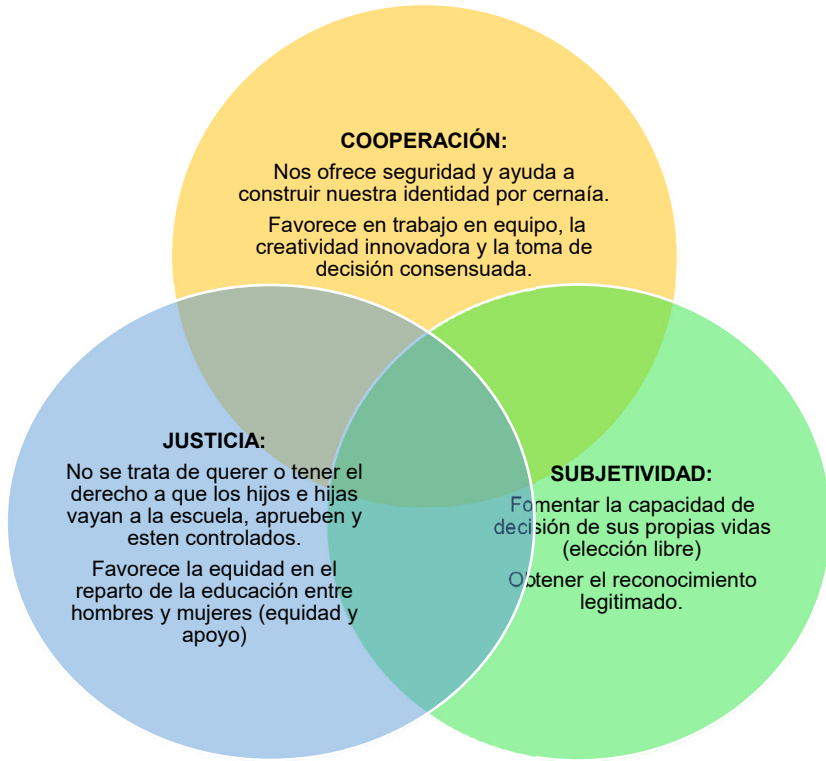 COOPERACIÓN:
Nos ofrece seguridad y ayuda a
construir nuestra identidad por cernaía.
Favorece en trabajo en equipo, la
creatividad innovadora y la toma de
decisión consensuada.
JUSTICIA:
No se trata de querer o tener el
derecho a que los hijos e hijas
vayan a la escuela, aprueben y
esten controlados.
Favorece la equidad en el
reparto de la educación entre
hombres y mujeres (equidad y
apoyo)
SUBJETIVIDAD:
Fomentar la capacidad de
decisión de sus propias vidas
(elección libre)
Obtener el reconocimiento
legitimado.